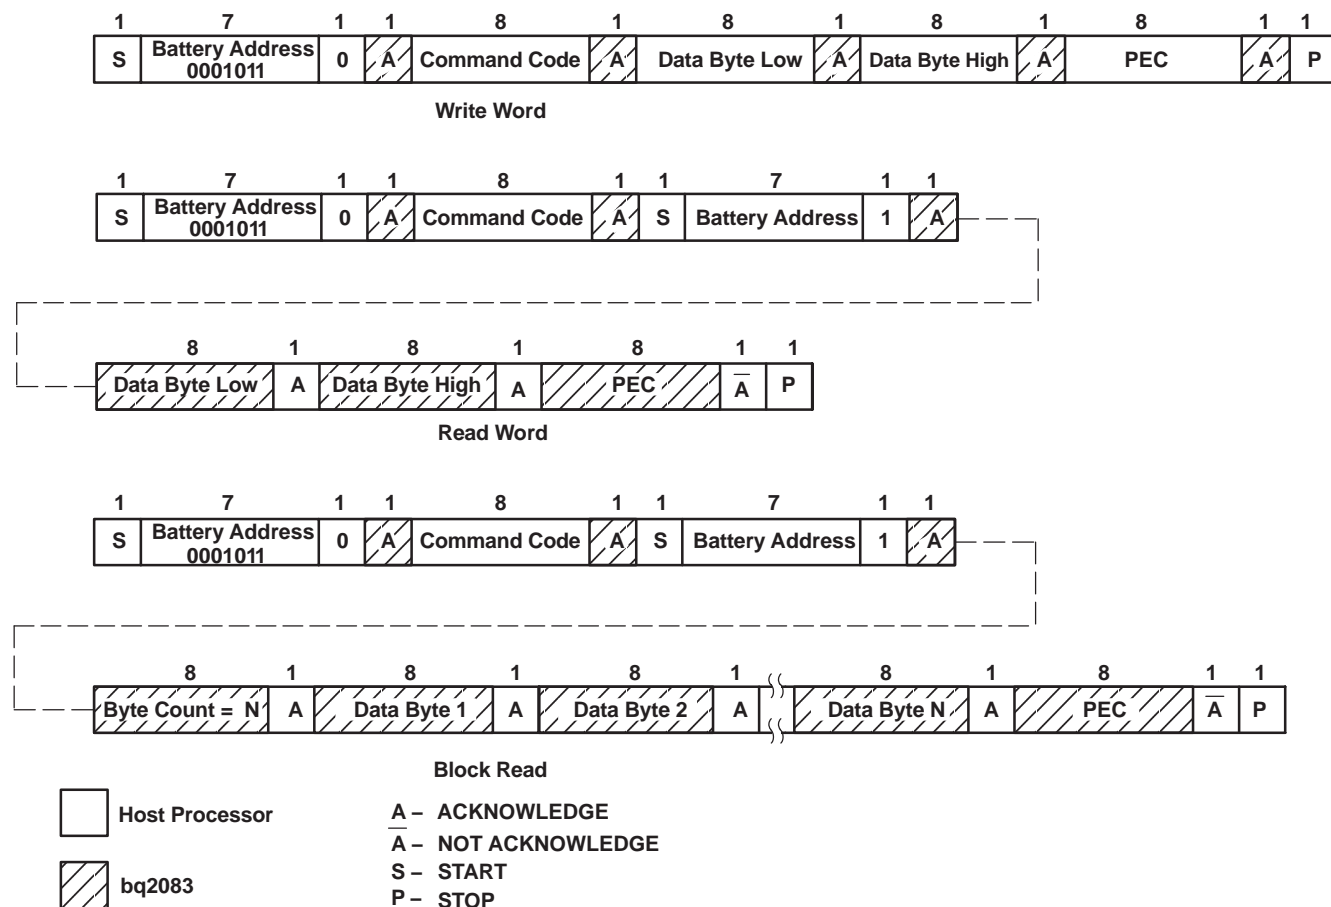 1 7 1 1 8 1 8 1 8 1 8 1 1
S Battery Address 0 A Command Code A Data Byte Low A Data Byte High A PEC A P
0001011
Write Word
1 7 1 1 8 1 1 7 1 1
S Battery Address 0 A Command Code A S Battery Address 1 A
0001011
8 1 8 1 8 1 1
Data Byte Low A Data Byte High A PEC A̅ P
Read Word
1 7 1 1 8 1 1 7 1 1
S Battery Address 0 A Command Code A S Battery Address 1 A
0001011
8 1 8 1 8 1 8 1 8 1 1
Byte Count = N A Data Byte 1 A Data Byte 2 A Data Byte N A PEC A̅ P
Block Read
Host Processor
bq2083
A – ACKNOWLEDGE
A̅ – NOT ACKNOWLEDGE
S – START
P – STOP